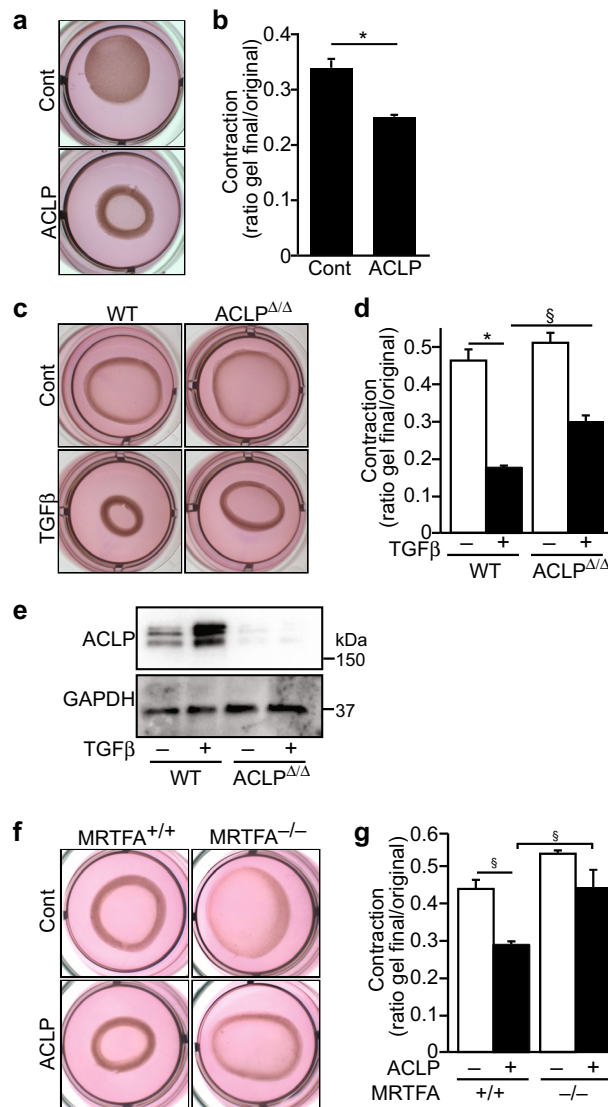 a
Cont
ACLP
b
*
Contraction
(ratio gel final/original)
0.4
0.3
0.2
0.1
0
Cont ACLP
c
WT ACLP^Δ/Δ
Cont
TGFβ
d
*
§
Contraction
(ratio gel final/original)
0.5
0.4
0.3
0.2
0.1
0
TGFβ – + – +
WT ACLP^Δ/Δ
e
ACLP
kDa
150
GAPDH
37
TGFβ – + – +
WT ACLP^Δ/Δ
f
MRTFA^+/+ MRTFA^–/–
Cont
ACLP
g
§
§
Contraction
(ratio gel final/original)
0.6
0.5
0.4
0.3
0.2
0.1
0
ACLP – + – +
MRTFA +/+ –/–